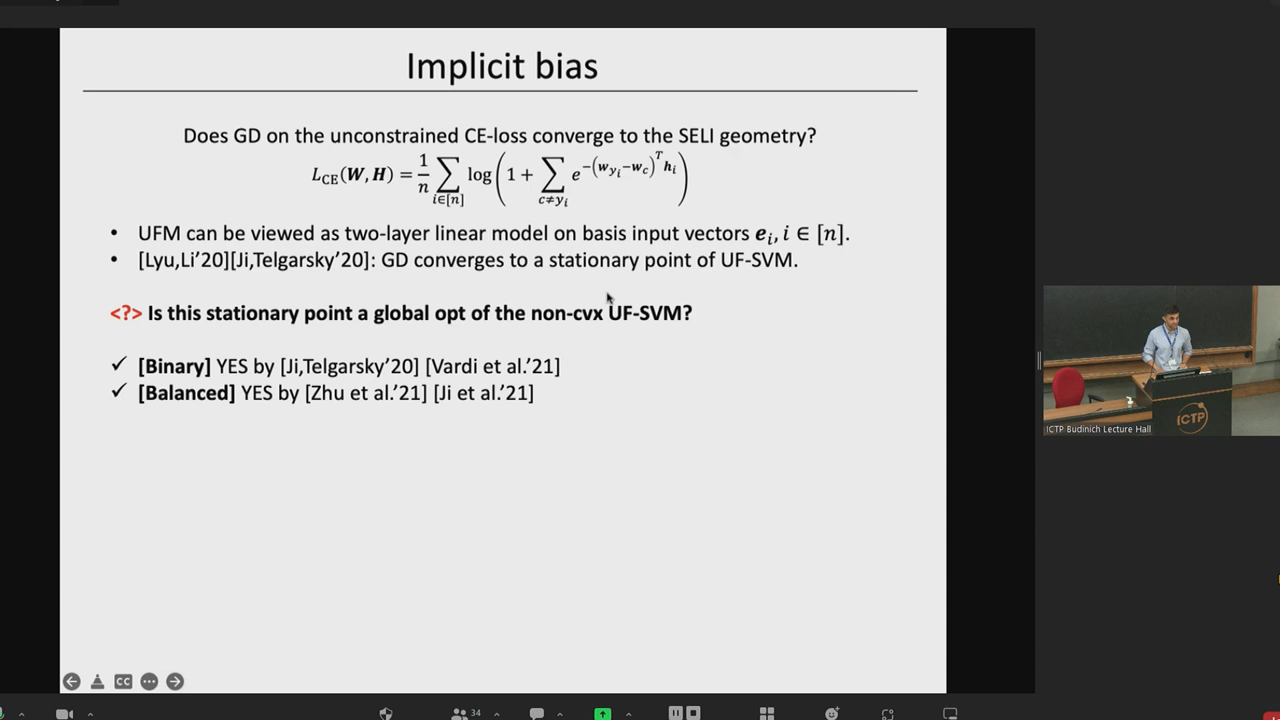 Implicit bias
Does GD on the unconstrained CE-loss converge to the SELI geometry?
L_CE(W, H) = 1/n ∑_{i∈[n]} log(1 + ∑_{c≠y_i} e^{-(w_{y_i}-w_c)^T h_i})
• UFM can be viewed as two-layer linear model on basis input vectors e_i, i ∈ [n].
• [Lyu,Li'20][Ji,Telgarsky'20]: GD converges to a stationary point of UF-SVM.
<?> Is this stationary point a global opt of the non-cvx UF-SVM?
✓ [Binary] YES by [Ji,Telgarsky'20] [Vardi et al.'21]
✓ [Balanced] YES by [Zhu et al.'21] [Ji et al.'21]
ICTP
ICTP Budinich Lecture Hall
CC
34